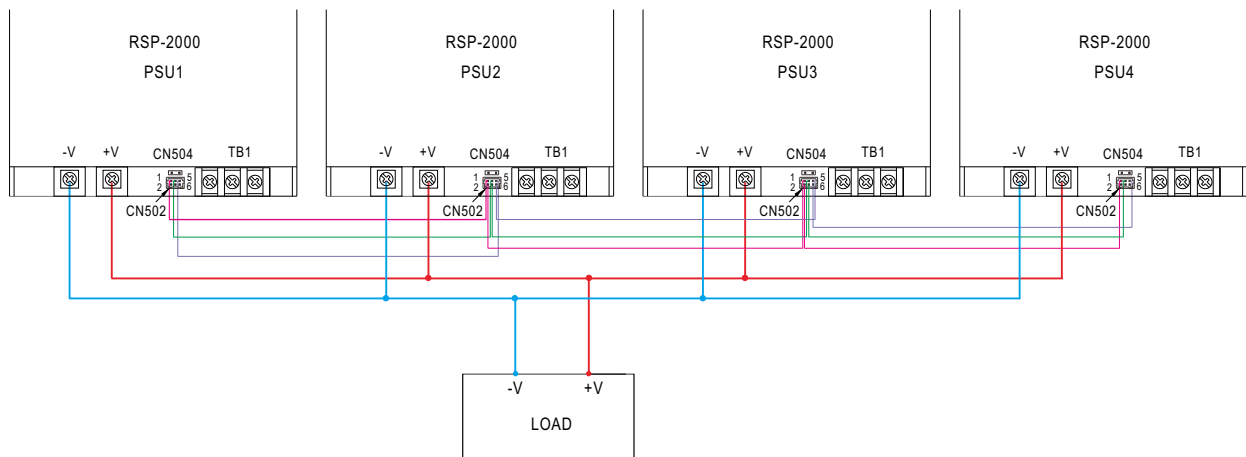 RSP-2000 RSP-2000 RSP-2000 RSP-2000
PSU1 PSU2 PSU3 PSU4
-V +V CN504 TB1 -V +V CN504 TB1 -V +V CN504 TB1 -V +V CN504 TB1
1 5 1 5 1 5 1 5
2 6 2 6 2 6 2 6
CN502 CN502 CN502 CN502
-V +V
LOAD